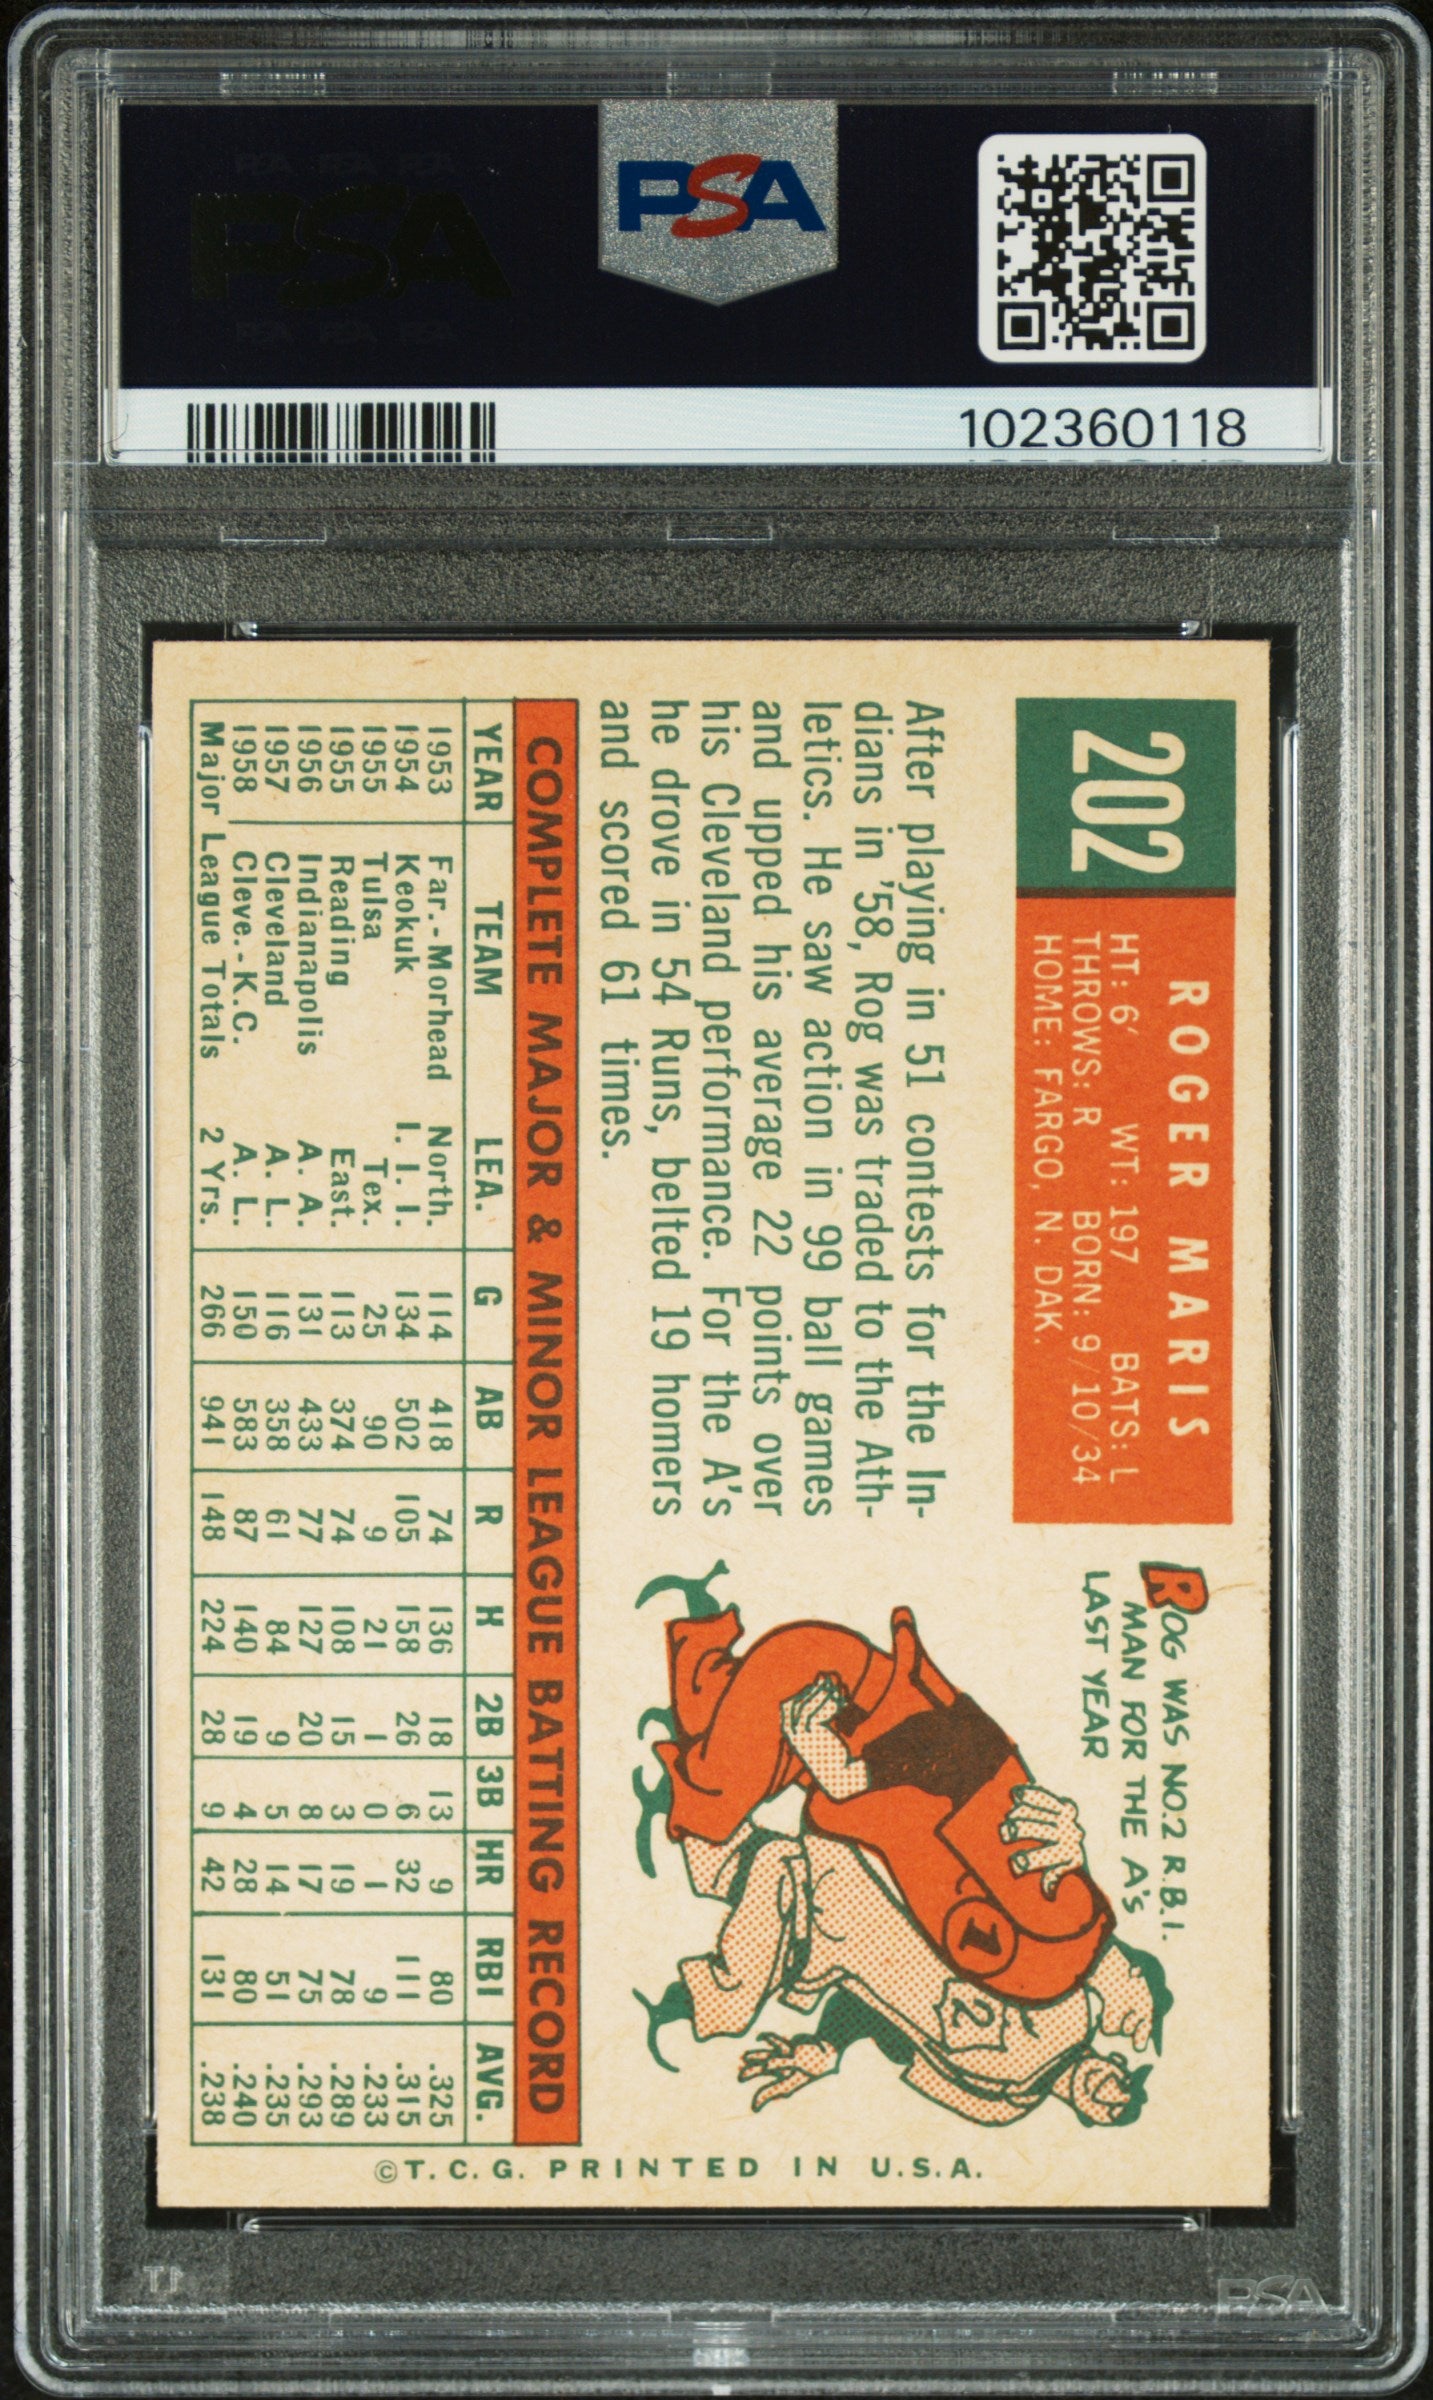 PSA
PSA
102360118
202
ROGER MARIS
HT: 6' WT: 197 BATS: L
THROWS: R BORN: 9/10/34
HOME: FARGO, N. DAK.
After playing in 51 contests for the In-
dians in '58, Rog was traded to the Ath-
letics. He saw action in 99 ball games
and upped his average 22 points over
his Cleveland performance. For the A's
he drove in 54 Runs, belted 19 homers
and scored 61 times.
ROG WAS NO.2 R.B.I.
MAN FOR THE A's
LAST YEAR
1
2
COMPLETE MAJOR & MINOR LEAGUE BATTING RECORD
YEAR TEAM LEA. G AB R H 2B 3B HR RBI AVG.
1953 Far.-Morhead North. 114 418 74 136 18 13 9 80 .325
1954 Keokuk I. I. I. 134 502 105 158 26 6 32 111 .315
1955 Tulsa Tex. 25 90 9 21 1 0 1 9 .233
1955 Reading East. 113 374 74 108 15 3 19 78 .289
1956 Indianapolis A. A. 131 433 77 127 20 8 17 75 .293
1957 Cleveland A. L. 116 358 61 84 9 5 14 51 .235
1958 Cleve.-K.C. A. L. 150 583 87 140 19 4 28 80 .240
Major League Totals 2 Yrs. 266 941 148 224 28 9 42 131 .238
©T.C.G. PRINTED IN U.S.A.
PSA